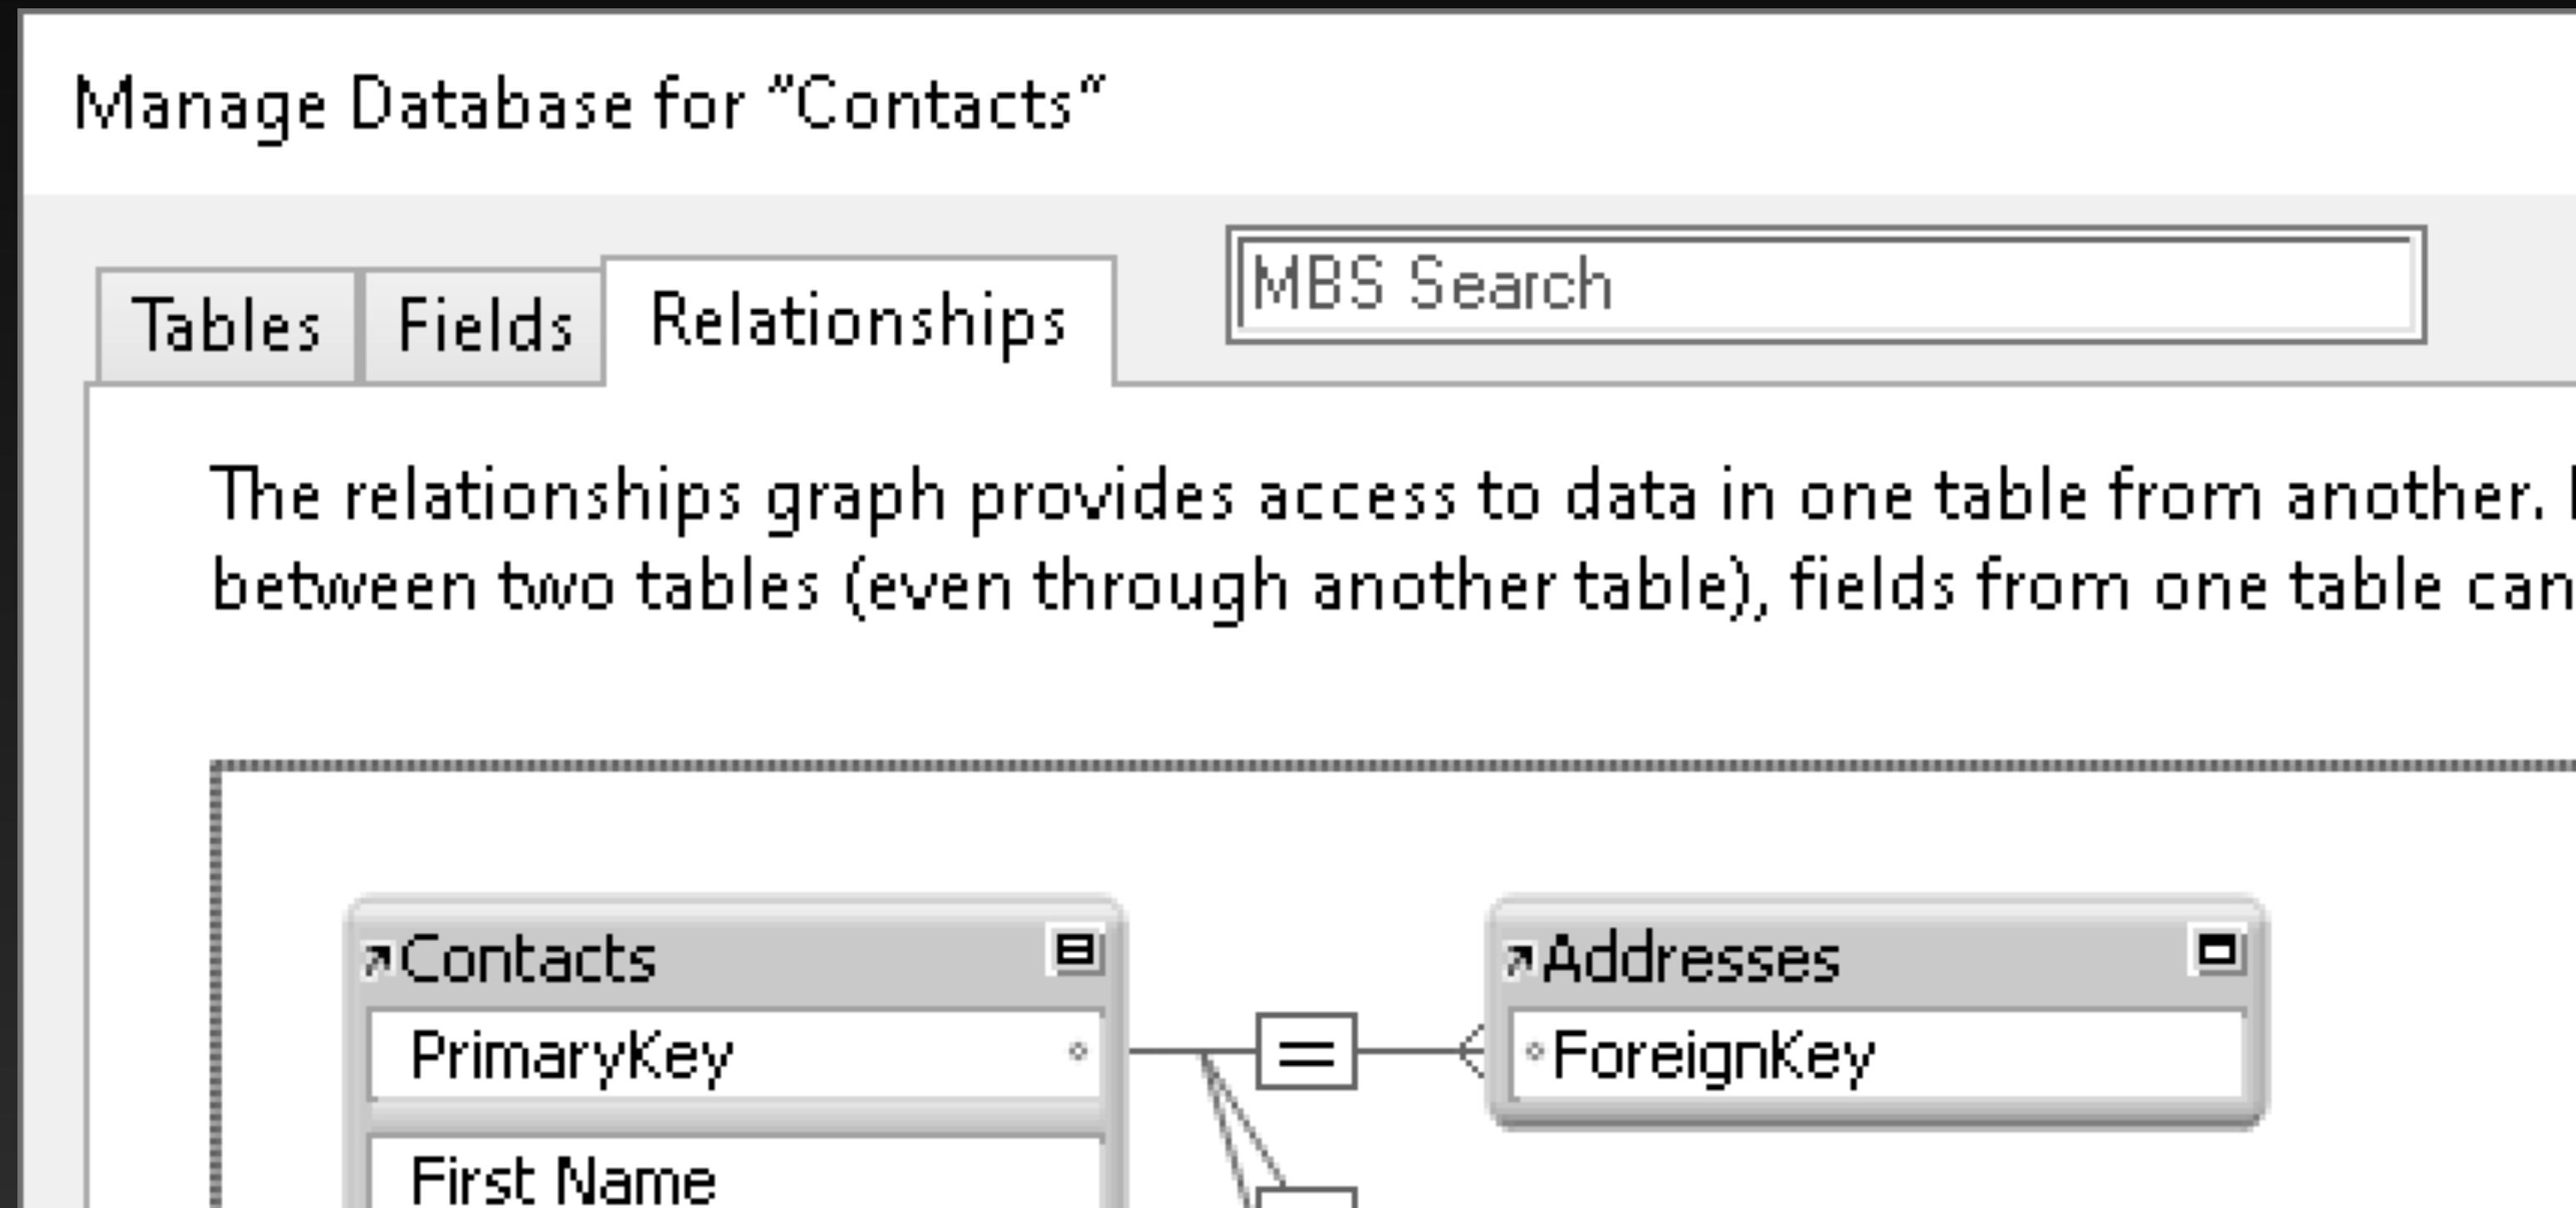 Manage Database for "Contacts"
Tables Fields Relationships MBS Search
The relationships graph provides access to data in one table from another.
between two tables (even through another table), fields from one table can
Contacts Addresses
PrimaryKey = ForeignKey
First Name